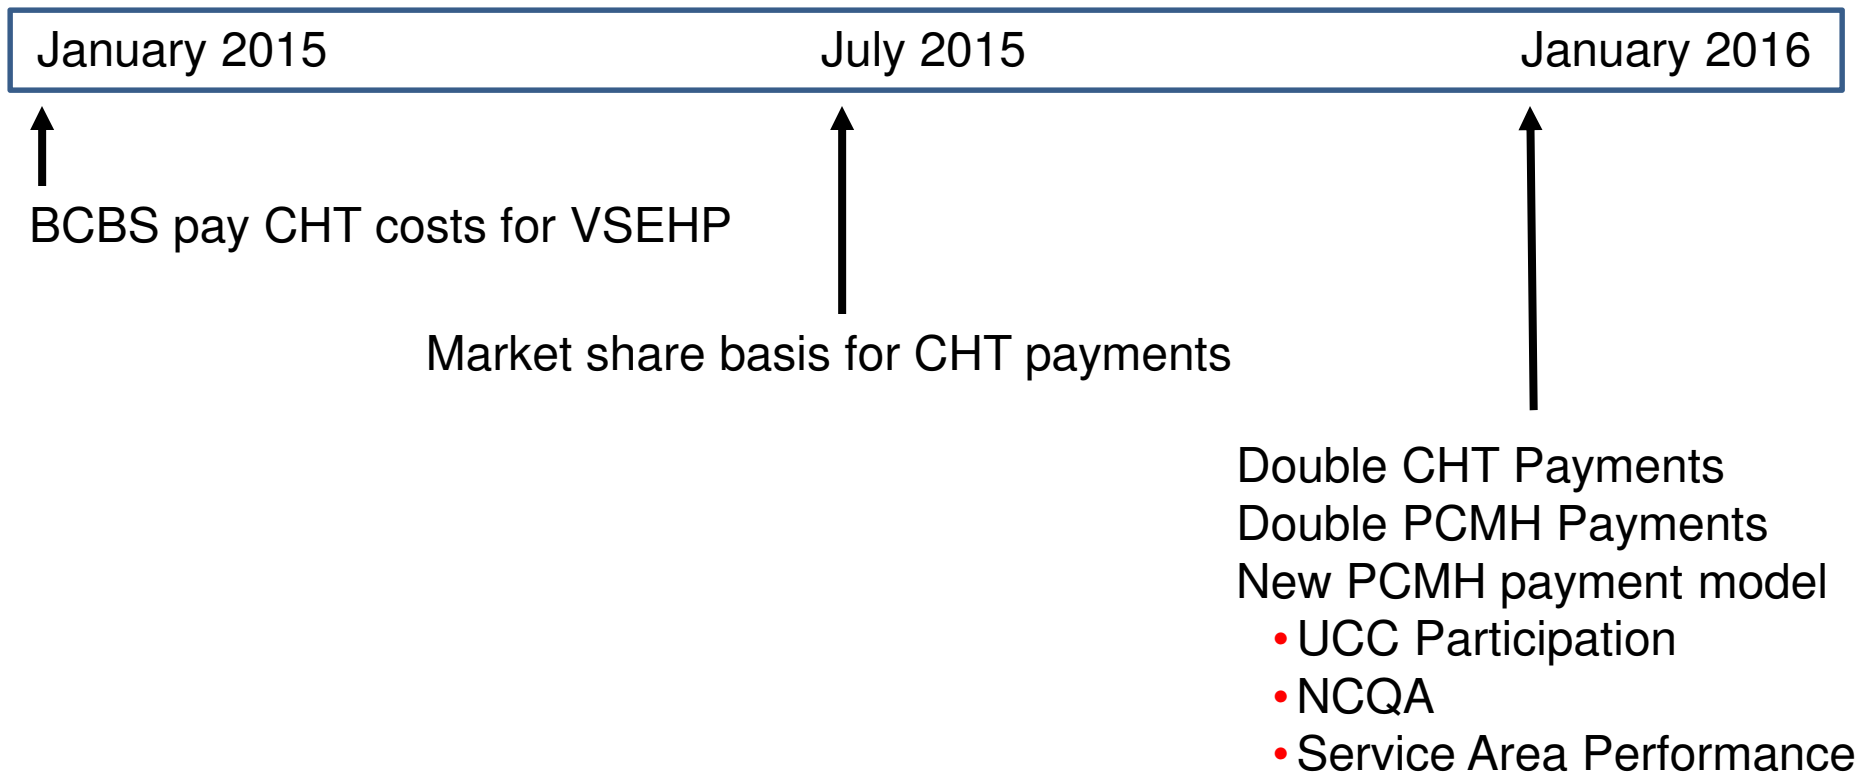 January 2015 July 2015 January 2016
BCBS pay CHT costs for VSEHP
Market share basis for CHT payments
Double CHT Payments
Double PCMH Payments
New PCMH payment model
•UCC Participation
•NCQA
•Service Area Performance